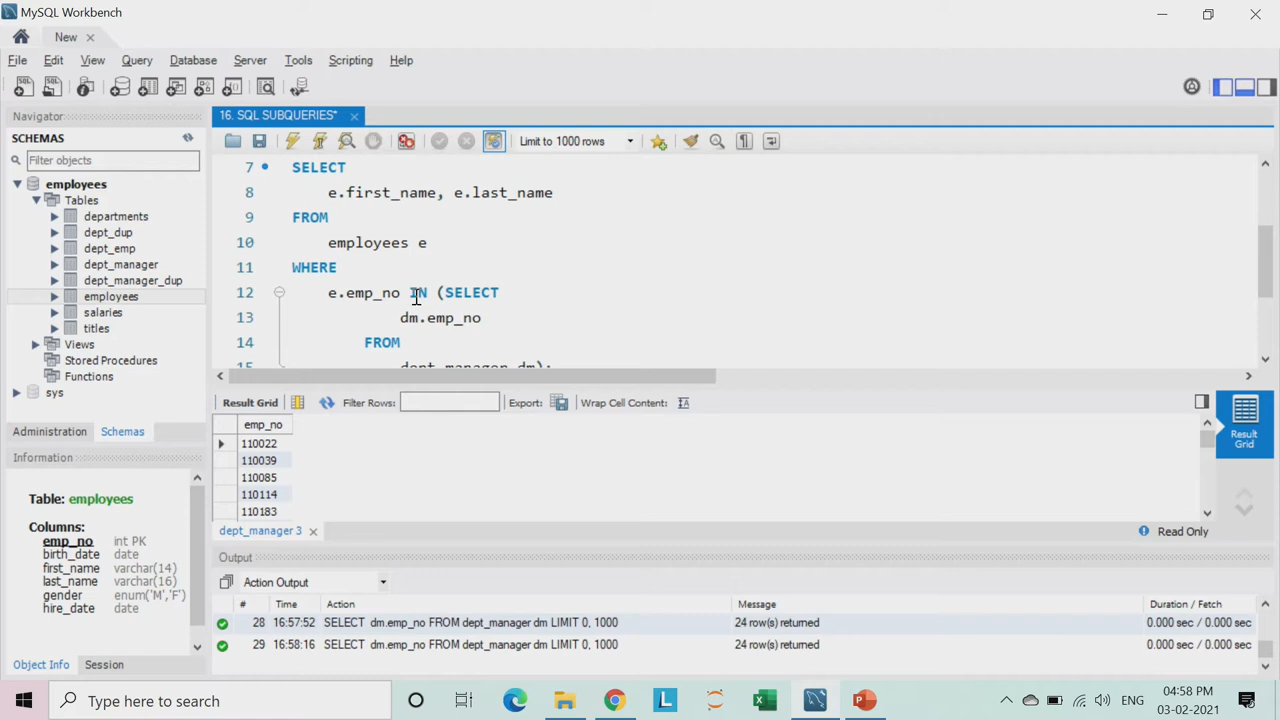 MySQL Workbench
New
File Edit View Query Database Server Tools Scripting Help
Navigator
SCHEMAS
Filter objects
employees
Tables
departments
dept_dup
dept_emp
dept_manager
dept_manager_dup
employees
salaries
titles
Views
Stored Procedures
Functions
sys
Administration Schemas
Information
Table: employees
Columns:
emp_no int PK
birth_date date
first_name varchar(14)
last_name varchar(16)
gender enum('M','F')
hire_date date
Object Info Session
16. SQL SUBQUERIES*
Limit to 1000 rows
7 SELECT
8 e.first_name, e.last_name
9 FROM
10 employees e
11 WHERE
12 e.emp_no IN (SELECT
13 dm.emp_no
14 FROM
15 dept_manager dm);
Result Grid Filter Rows: Export: Wrap Cell Content:
emp_no
110022
110039
110085
110114
110183
Result
Grid
dept_manager 3 Read Only
Output
Action Output
# Time Action Message Duration / Fetch
28 16:57:52 SELECT dm.emp_no FROM dept_manager dm LIMIT 0, 1000 24 row(s) returned 0.000 sec / 0.000 sec
29 16:58:16 SELECT dm.emp_no FROM dept_manager dm LIMIT 0, 1000 24 row(s) returned 0.000 sec / 0.000 sec
Type here to search
ENG
04:58 PM
03-02-2021